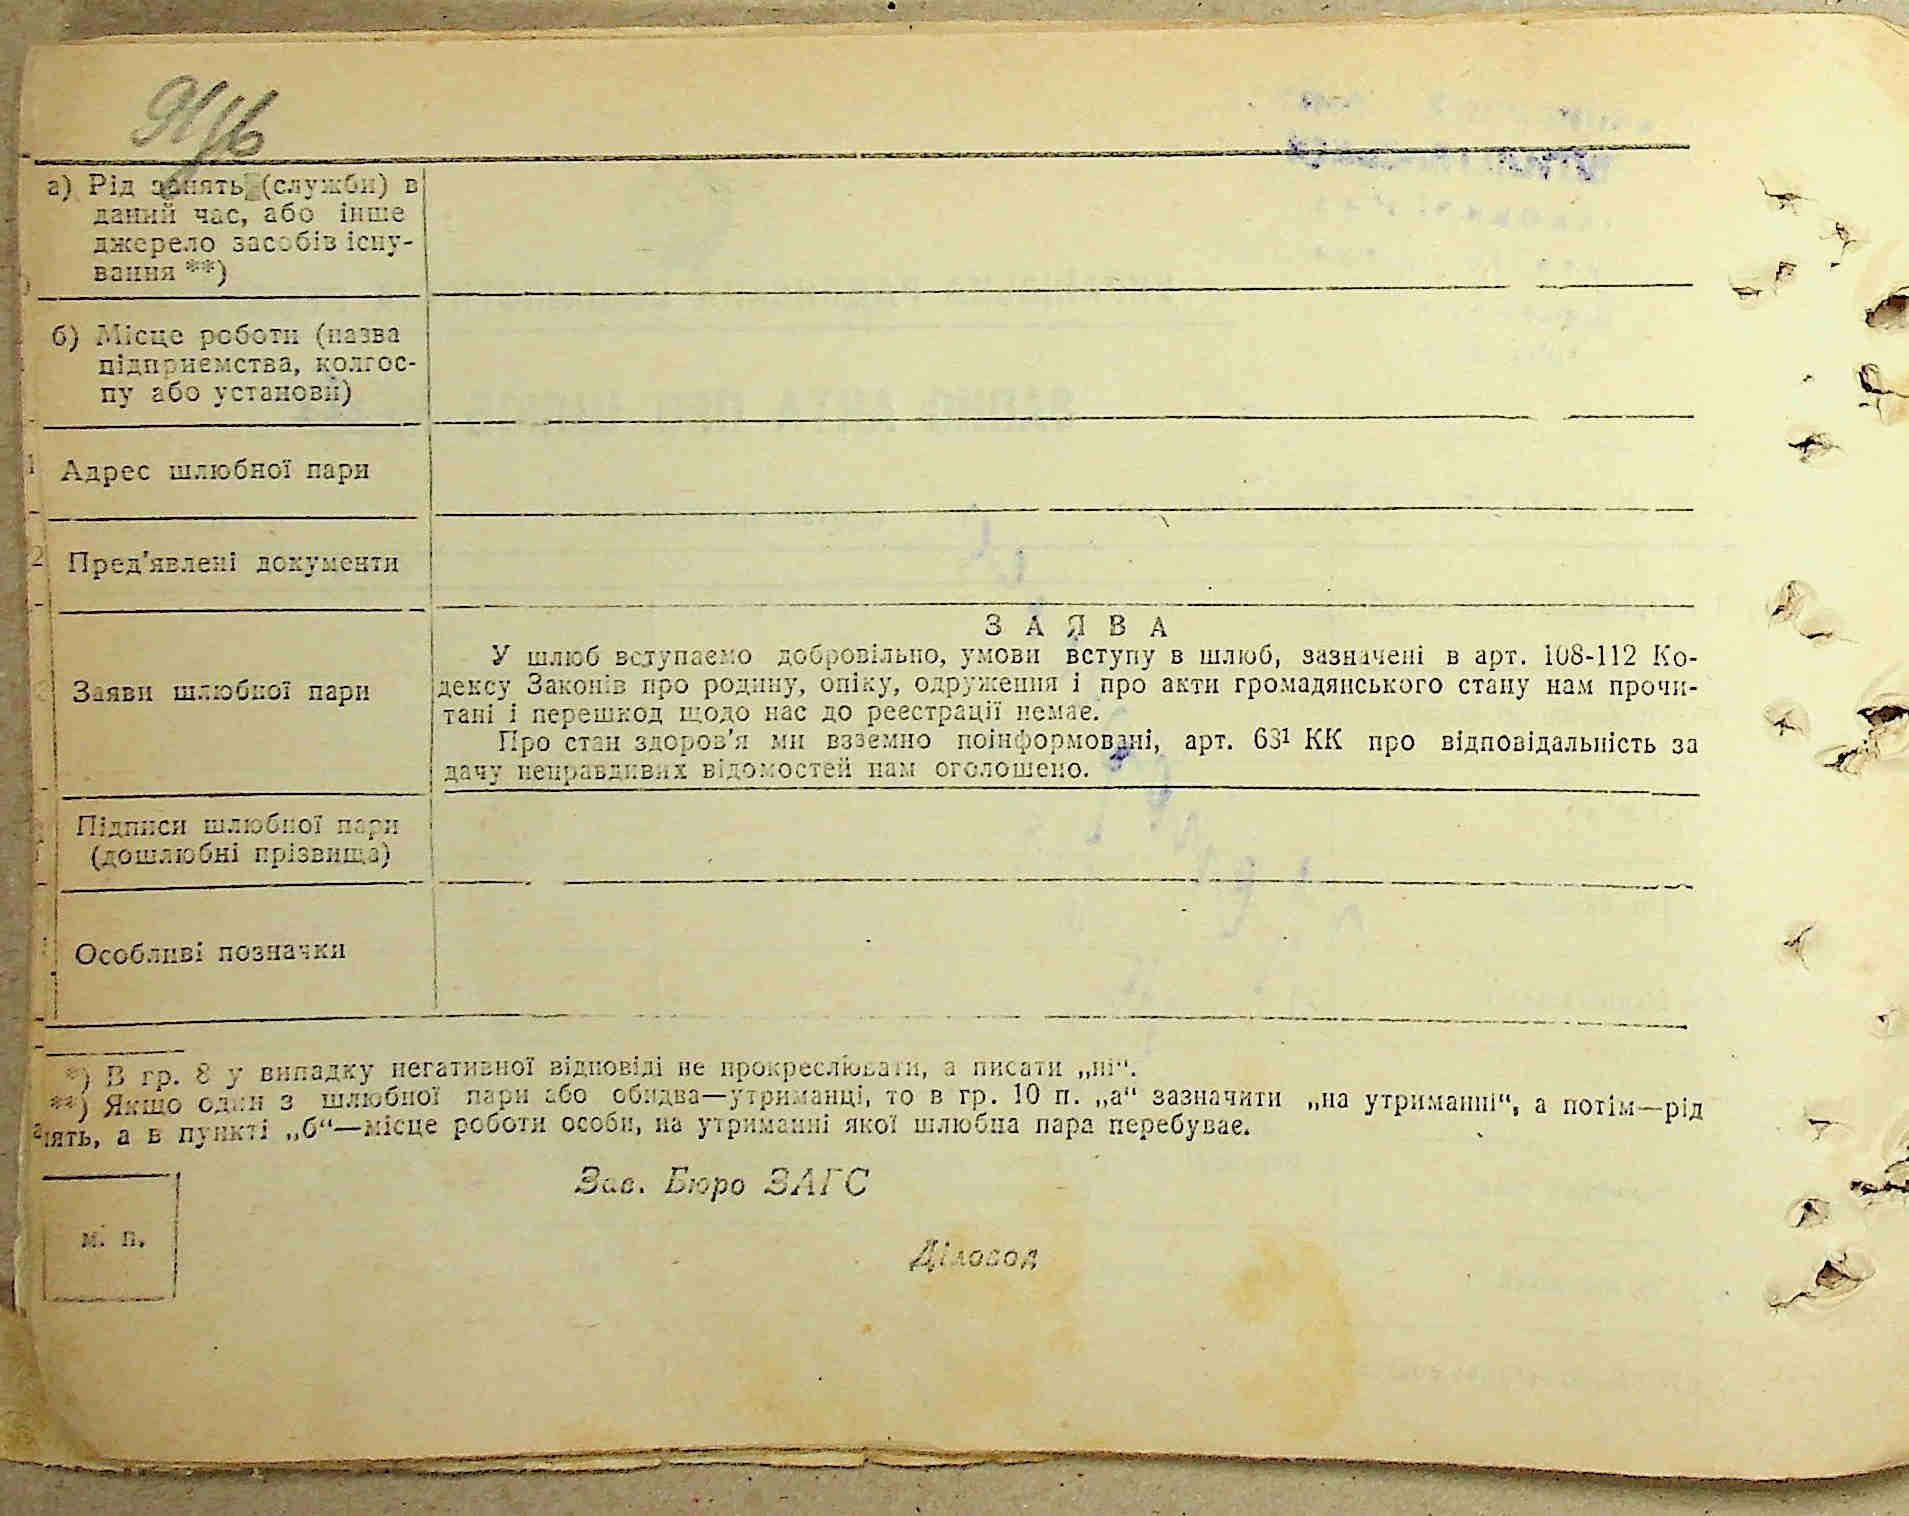 а) Рід занять (служби) в
даний час, або інше
джерело засобів існу-
вання **)
б) Місце роботи (назва
підприємства, колгос-
пу або установи)
Адрес шлюбної пари
2
Пред'явлені документи
З А Я В А
У шлюб вступаємо добровільно, умови вступу в шлюб, зазначені в арт. 108-112 Ко-
дексу Законів про родину, опіку, одруження і про акти громадянського стану нам прочи-
тані і перешкод щодо нас до реестрації немає.
Про стан здоров'я ми взаємно поінформовані, арт. 63¹ КК про відповідальність за
дачу неправдивих відомостей нам оголошено.
Заяви шлюбної пари
Підписи шлюбної пари
(дошлюбні прізвища)
Особливі позначки
*) В гр. 8 у випадку негативної відповіді не прокреслювати, а писати „ні“.
**) Якщо один з шлюбної пари або обидва—утриманці, то в гр. 10 п. „а“ зазначити „на утриманні“, а потім—рід
занять, а в пункті „б“—місце роботи особи, на утриманні якої шлюбна пара перебуває.
Зав. Бюро ЗАГС
м. п.
Діловод